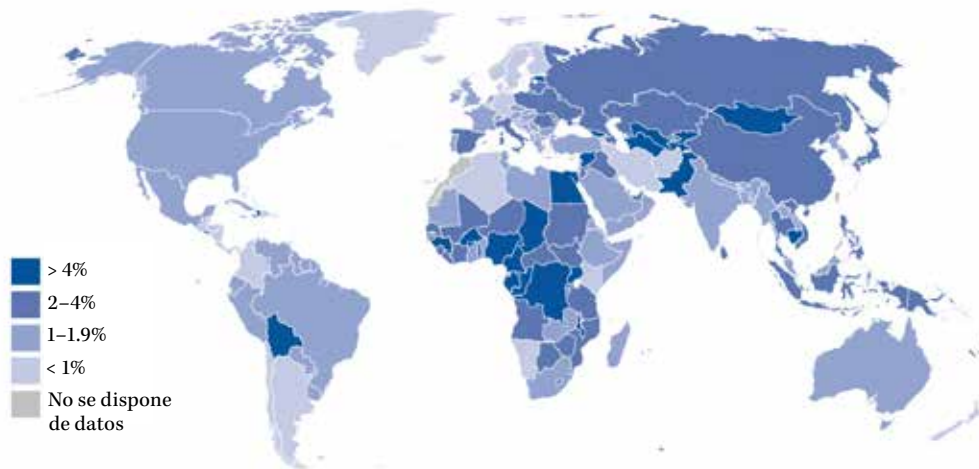 > 4%
2–4%
1–1.9%
< 1%
No se dispone
de datos